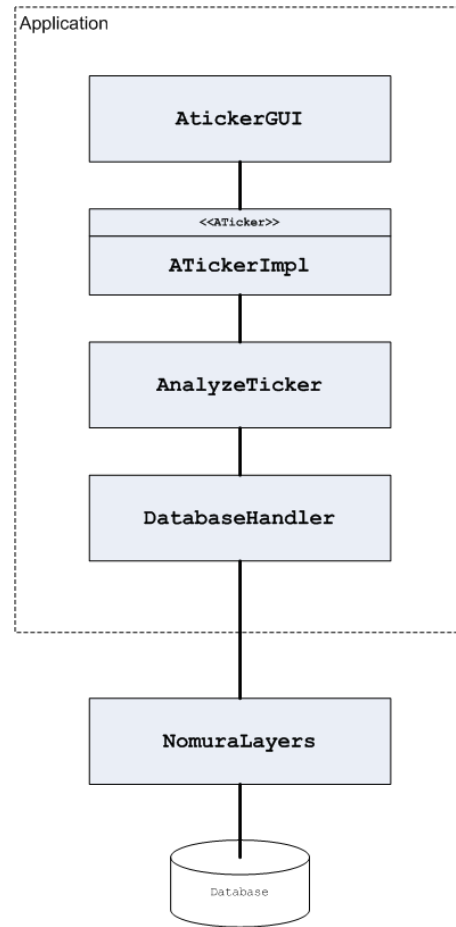 Application
AtickerGUI
<<ATicker>>
ATickerImpl
AnalyzeTicker
DatabaseHandler
NomuraLayers
Database